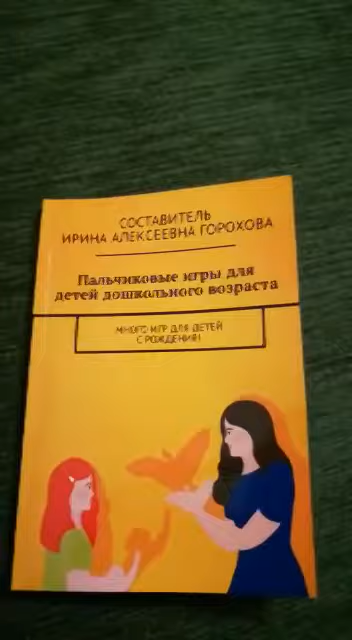 СОСТАВИТЕЛЬ
ИРИНА АЛЕКСЕЕВНА ГОРОХОВА
Пальчиковые игры для
детей дошкольного возраста
МНОГО ИГР ДЛЯ ДЕТЕЙ
С РОЖДЕНИЯ!